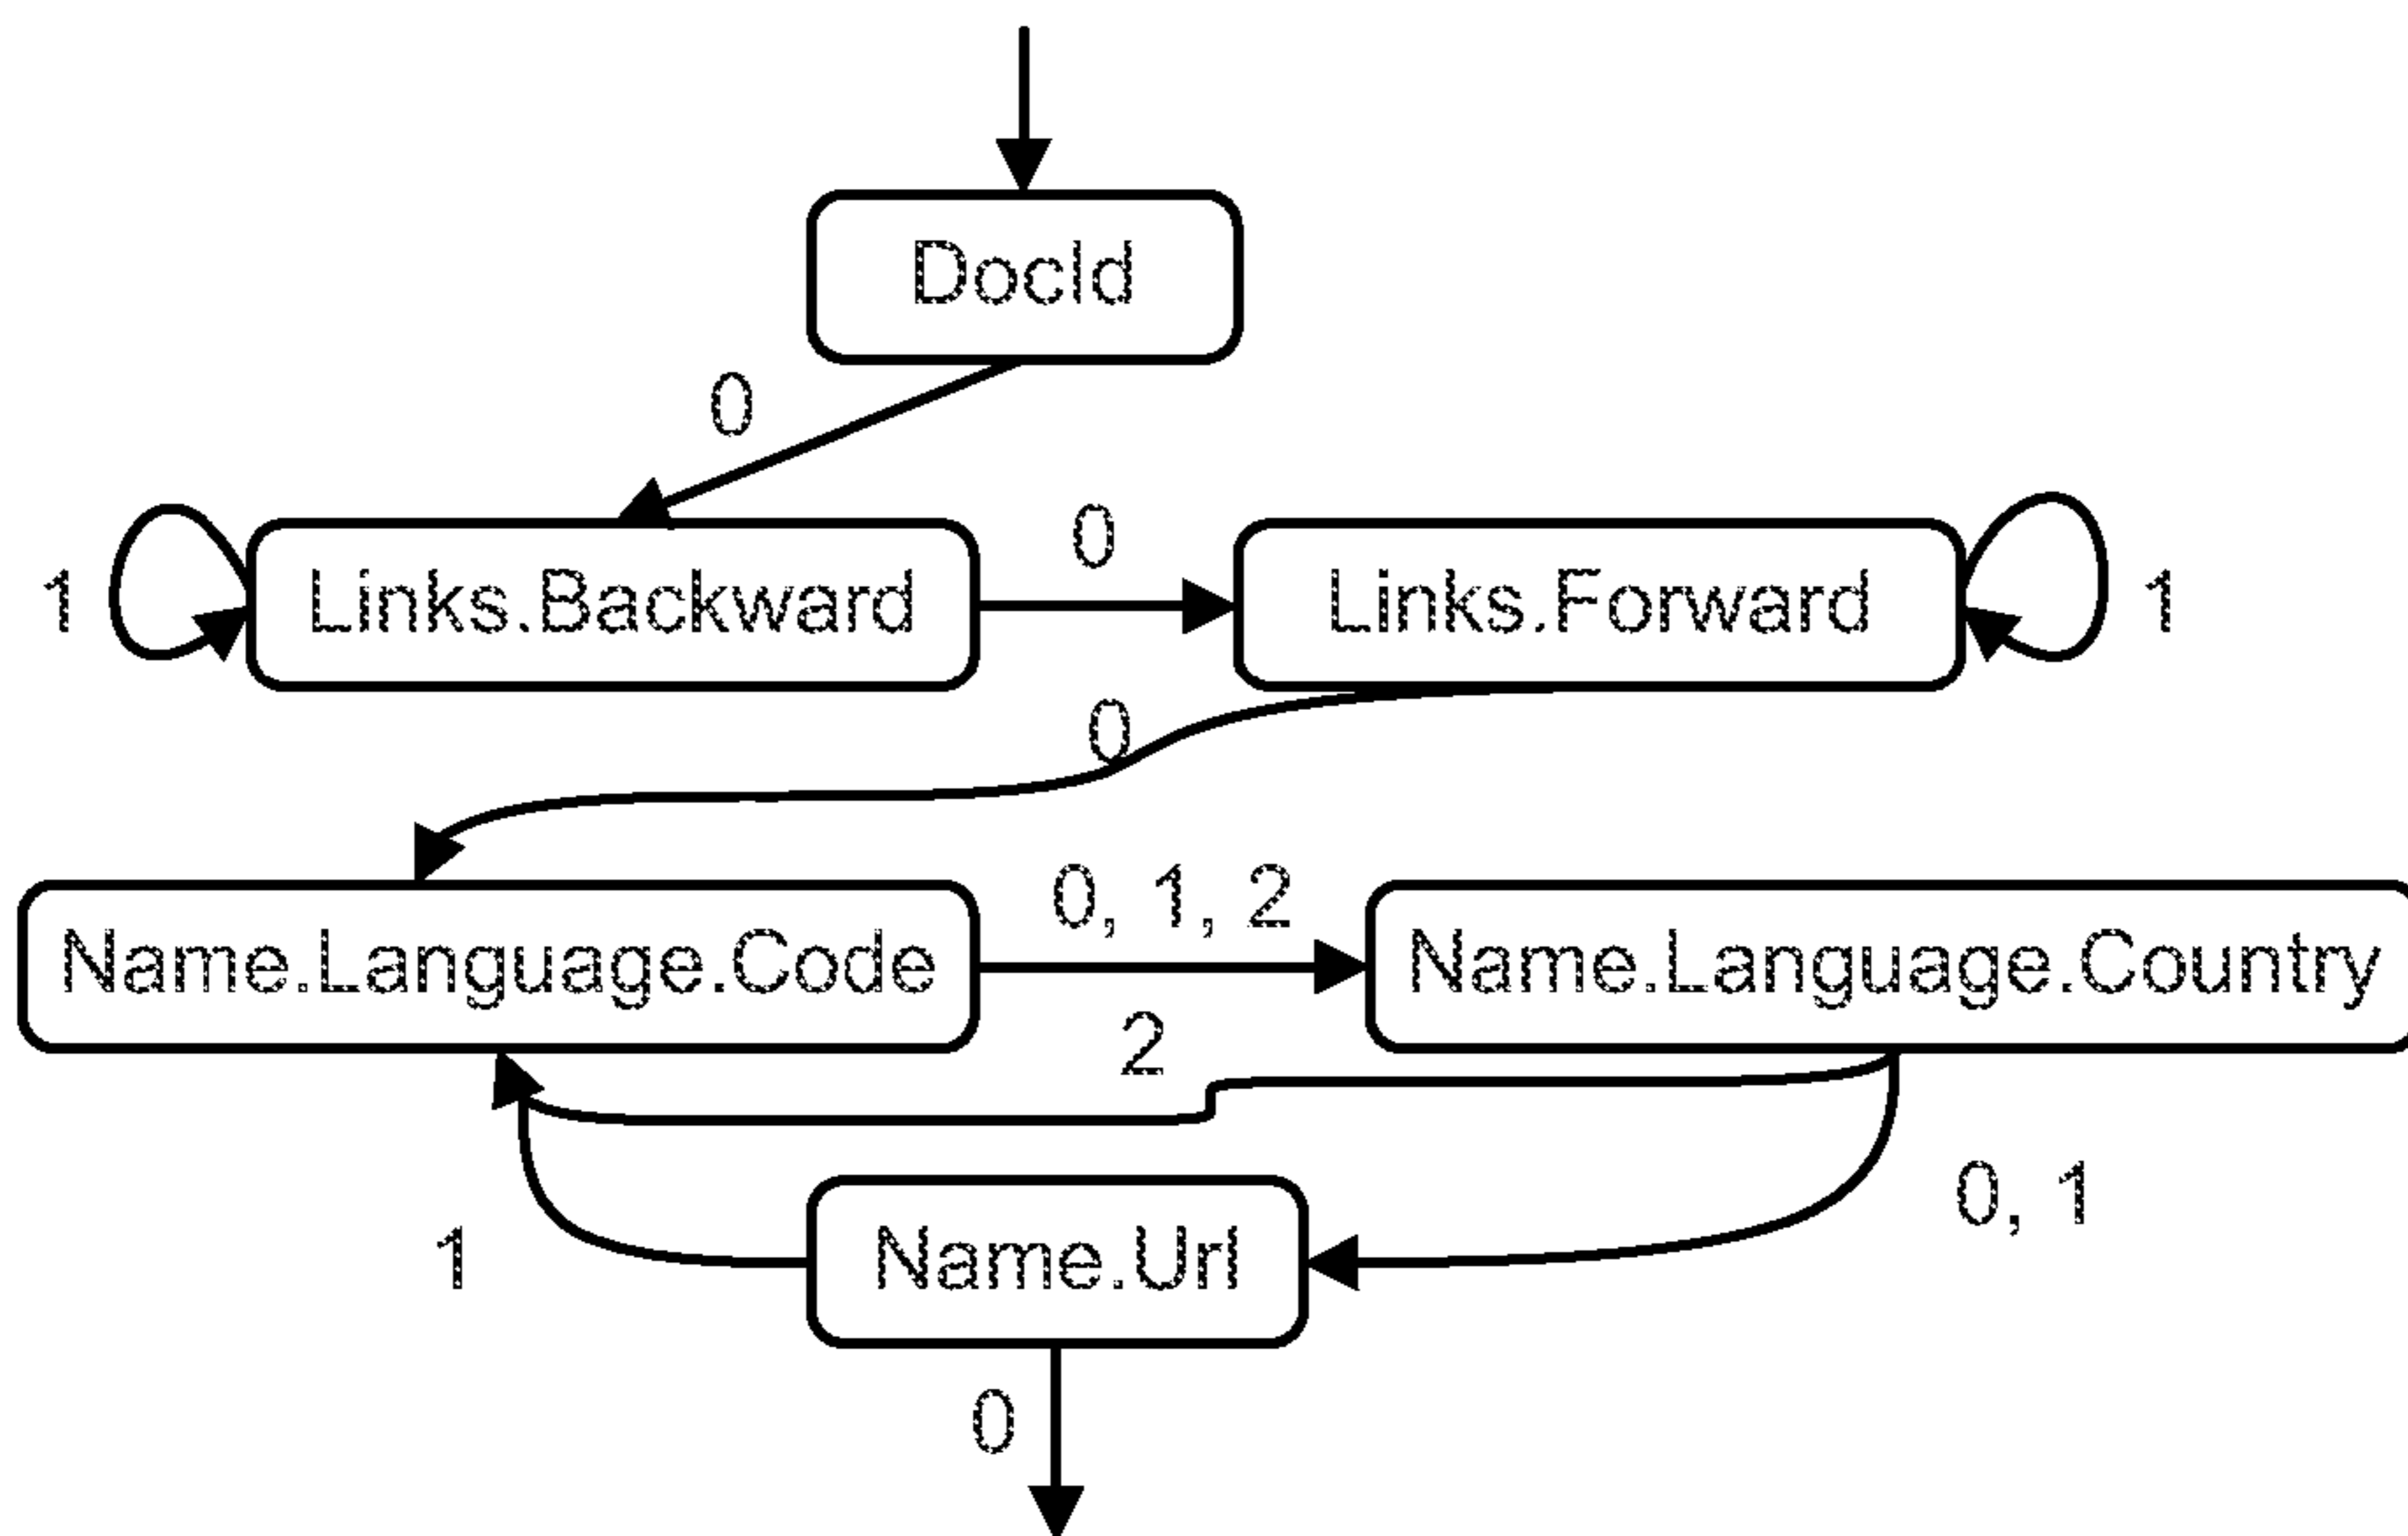 DocId
0
0
1 Links.Backward Links.Forward 1
0
0, 1, 2
Name.Language.Code Name.Language.Country
2
0, 1
1 Name.Url
0